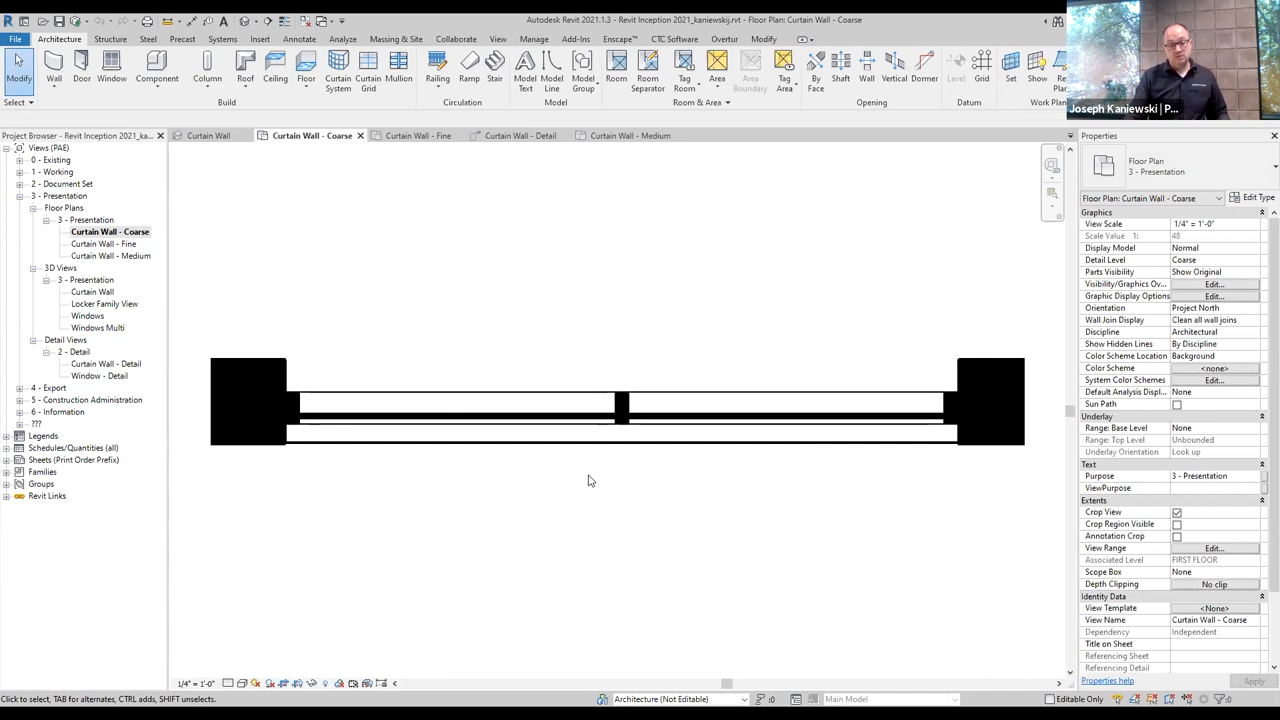 Autodesk Revit 2021.1.3 - Revit Inception 2021_kaniewskij.rvt - Floor Plan: Curtain Wall - Coarse
File Architecture Structure Steel Precast Systems Insert Annotate Analyze Massing & Site Collaborate View Manage Add-Ins Enscape™ CTC Software Overtur Modify
Modify Wall Door Window Component Column Roof Ceiling Floor Curtain System Curtain Grid Mullion Railing Ramp Stair Model Text Model Line Model Group Room Room Separator Tag Room Area Area Boundary Tag Area By Face Shaft Wall Vertical Dormer Level Grid Set Show
Select Build Circulation Model Room & Area Opening Datum Work Plan
Joseph Kaniewski | P...
Project Browser - Revit Inception 2021_ka...
Curtain Wall
Curtain Wall - Coarse
Curtain Wall - Fine
Curtain Wall - Detail
Curtain Wall - Medium
Views (PAE)
0 - Existing
1 - Working
2 - Document Set
3 - Presentation
Floor Plans
3 - Presentation
Curtain Wall - Coarse
Curtain Wall - Fine
Curtain Wall - Medium
3D Views
3 - Presentation
Curtain Wall
Locker Family View
Windows
Windows Multi
Detail Views
2 - Detail
Curtain Wall - Detail
Window - Detail
4 - Export
5 - Construction Administration
6 - Information
???
Legends
Schedules/Quantities (all)
Sheets (Print Order Prefix)
Families
Groups
Revit Links
Properties
Floor Plan
3 - Presentation
Floor Plan: Curtain Wall - Coarse Edit Type
Graphics
View Scale 1/4" = 1'-0"
Scale Value 1: 48
Display Model Normal
Detail Level Coarse
Parts Visibility Show Original
Visibility/Graphics Ov... Edit...
Graphic Display Options Edit...
Orientation Project North
Wall Join Display Clean all wall joins
Discipline Architectural
Show Hidden Lines By Discipline
Color Scheme Location Background
Color Scheme <none>
System Color Schemes Edit...
Default Analysis Displ... None
Sun Path
Underlay
Range: Base Level None
Range: Top Level Unbounded
Underlay Orientation Look up
Text
Purpose 3 - Presentation
ViewPurpose
Extents
Crop View
Crop Region Visible
Annotation Crop
View Range Edit...
Associated Level FIRST FLOOR
Scope Box None
Depth Clipping No clip
Identity Data
View Template <None>
View Name Curtain Wall - Coarse
Dependency Independent
Title on Sheet
Referencing Sheet
Referencing Detail
Properties help Apply
1/4" = 1'-0"
Click to select, TAB for alternates, CTRL adds, SHIFT unselects. Architecture (Not Editable) :0 Main Model Editable Only :0